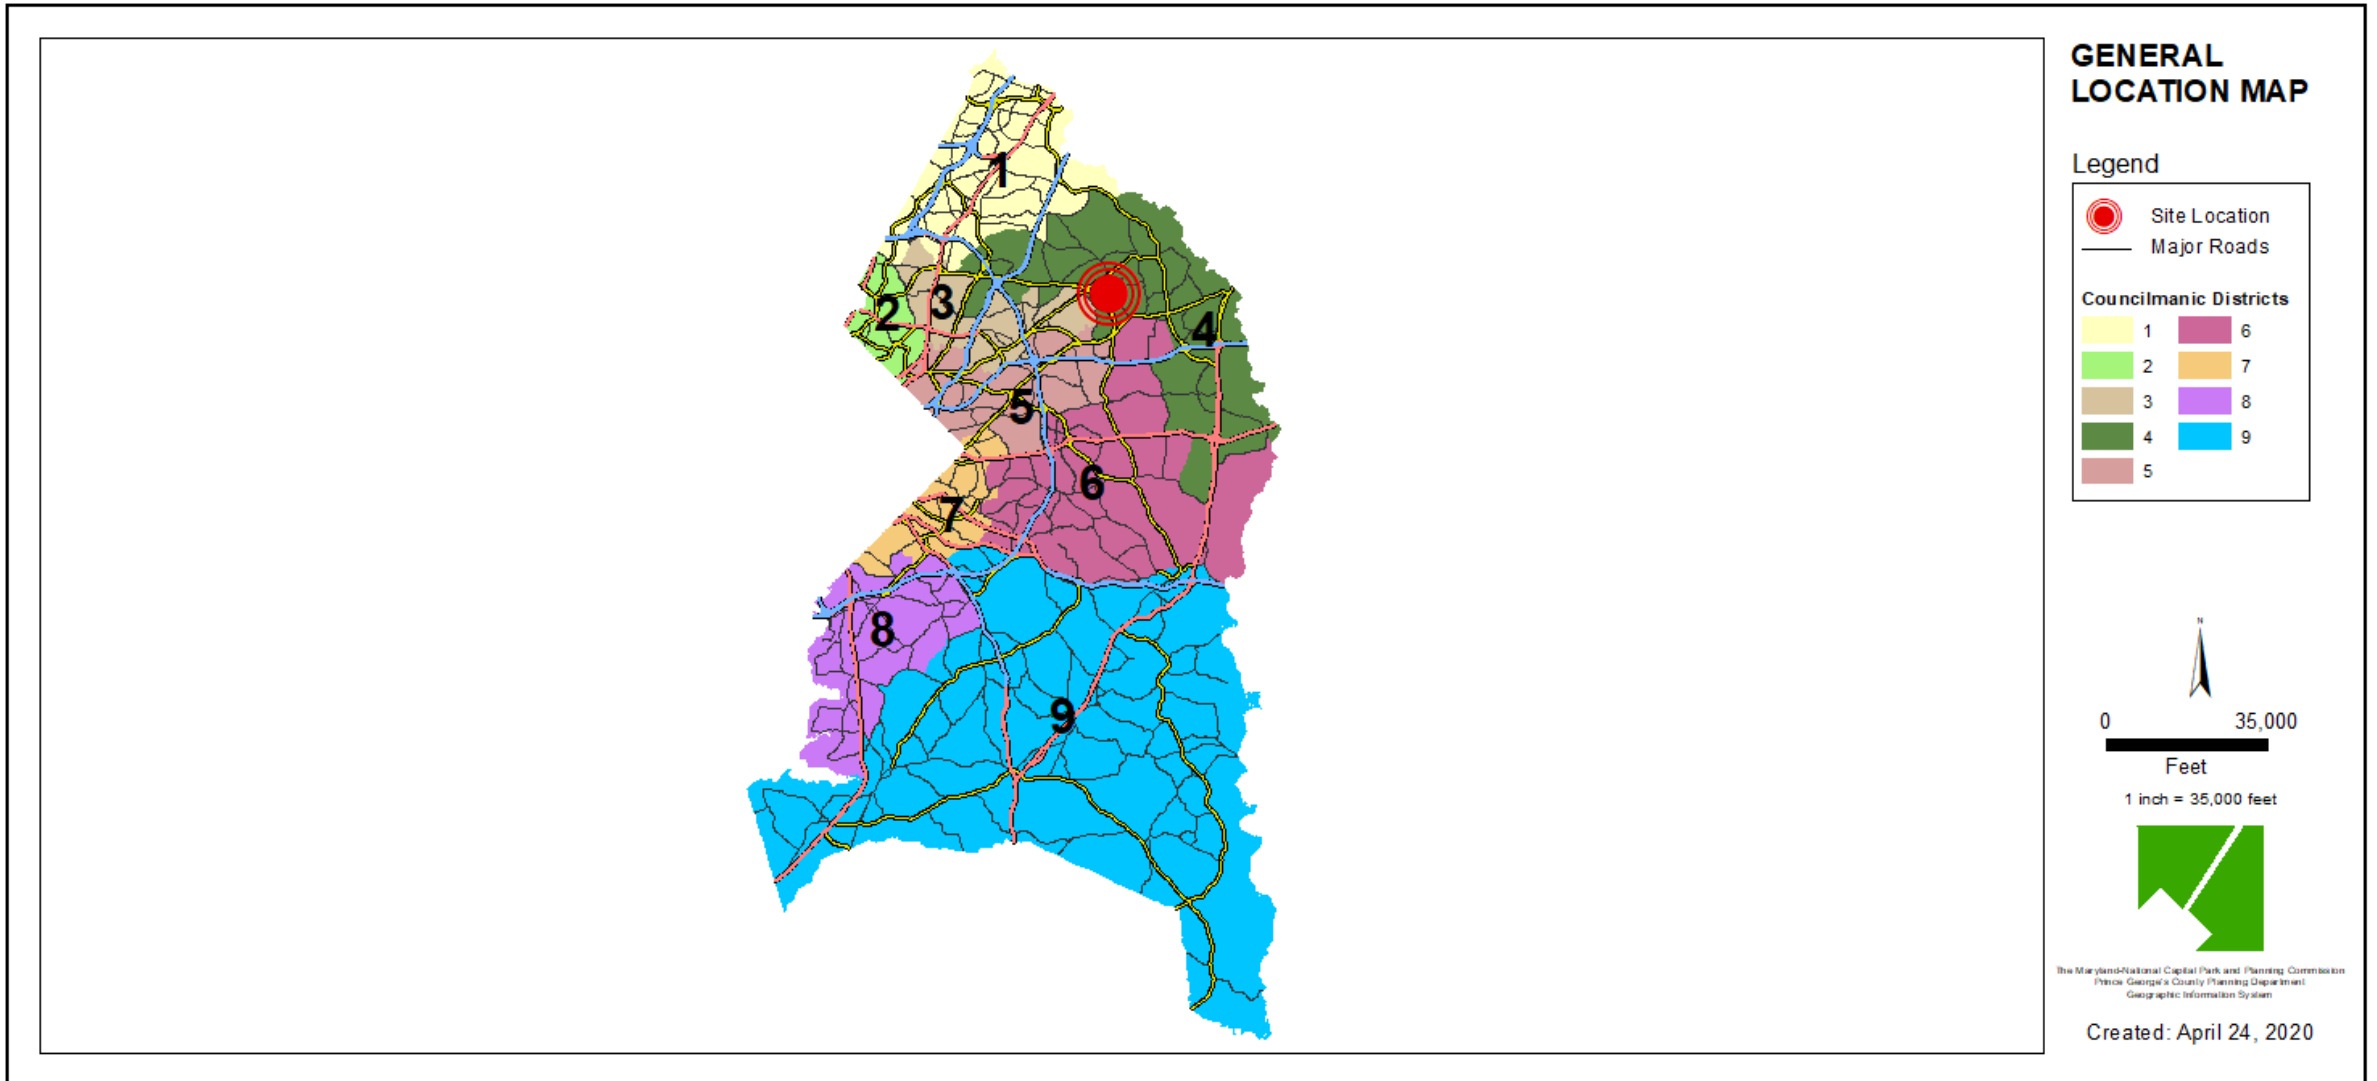 GENERAL
LOCATION MAP
Legend
Site Location
Major Roads
Councilmanic Districts
1 6
2 7
3 8
4 9
5
1
2
3
4
5
6
7
8
9
N
0 35,000
Feet
1 inch = 35,000 feet
The Maryland-National Capital Park and Planning Commission
Prince George's County Planning Department
Geographic Information System
Created: April 24, 2020